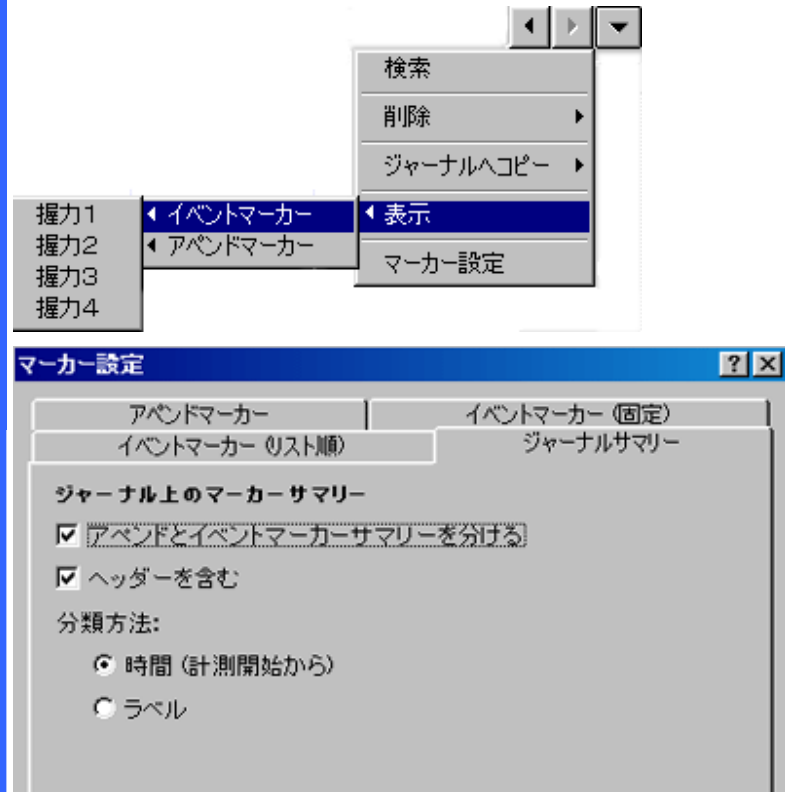 検索
削除
ジャーナルへコピー
表示
マーカー設定
イベントマーカー
アペンドマーカー
握力1
握力2
握力3
握力4
マーカー設定
アペンドマーカー
イベントマーカー (固定)
イベントマーカー (リスト順)
ジャーナルサマリー
ジャーナル上のマーカーサマリー
アペンドとイベントマーカーサマリーを分ける
ヘッダーを含む
分類方法:
時間 (計測開始から)
ラベル